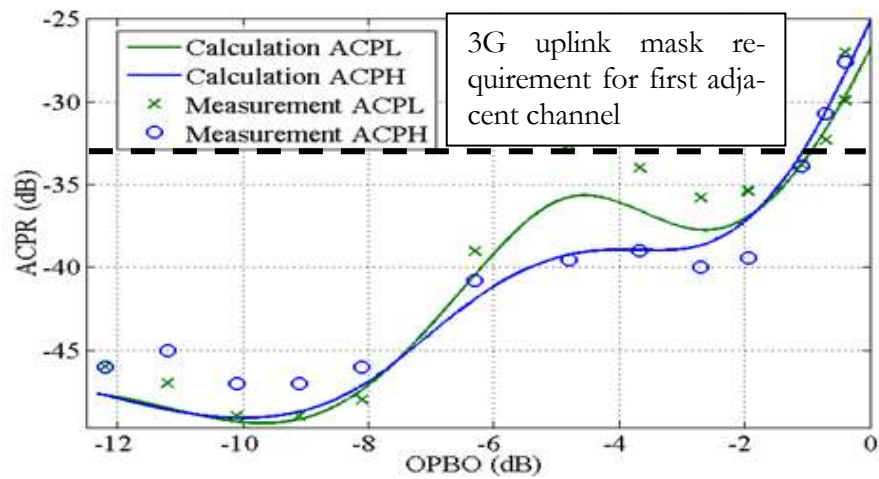 -25
-30
-35
-40
-45
ACPR (dB)
Calculation ACPL
Calculation ACPH
Measurement ACPL
Measurement ACPH
3G uplink mask re-
quirement for first adja-
cent channel
-12
-10
-8
-6
-4
-2
0
OPBO (dB)